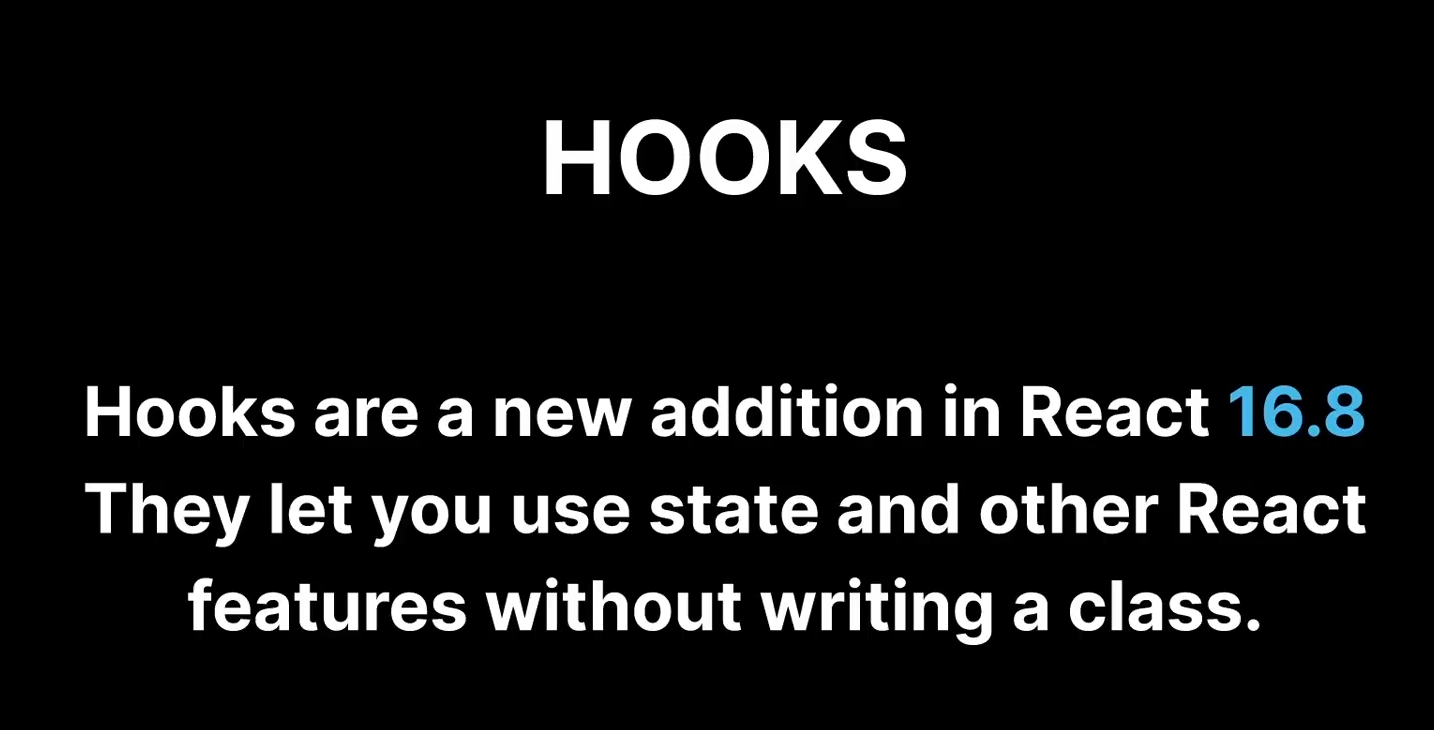 HOOKS
Hooks are a new addition in React 16.8
They let you use state and other React
features without writing a class.